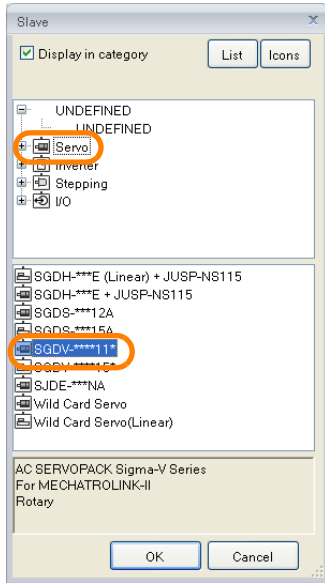 Slave
Display in category
List
Icons
UNDEFINED
UNDEFINED
Servo
Inverter
Stepping
I/O
SGDH-***E (Linear) + JUSP-NS115
SGDH-***E + JUSP-NS115
SGDS-***12A
SGDS-***15A
SGDV-****11*
SGDV-****15*
SJDE-***NA
Wild Card Servo
Wild Card Servo(Linear)
AC SERVOPACK Sigma-V Series
For MECHATROLINK-II
Rotary
OK
Cancel